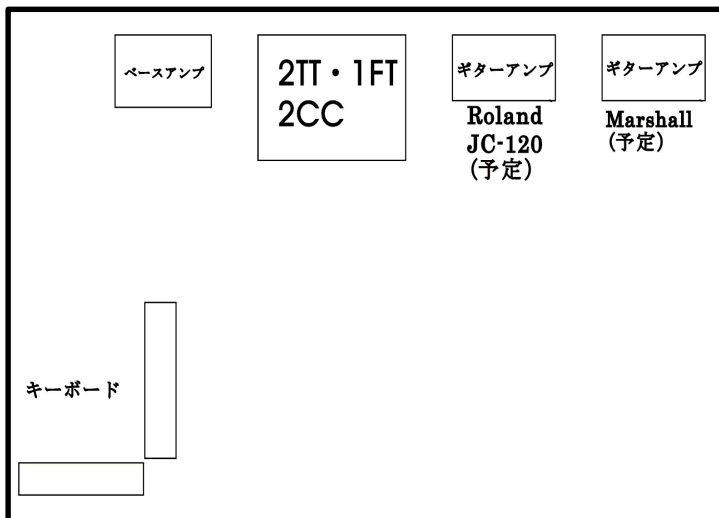 ベースアンプ
2TT・1FT
2CC
ギターアンプ
Roland
JC-120
(予定)
ギターアンプ
Marshall
(予定)
キーボード